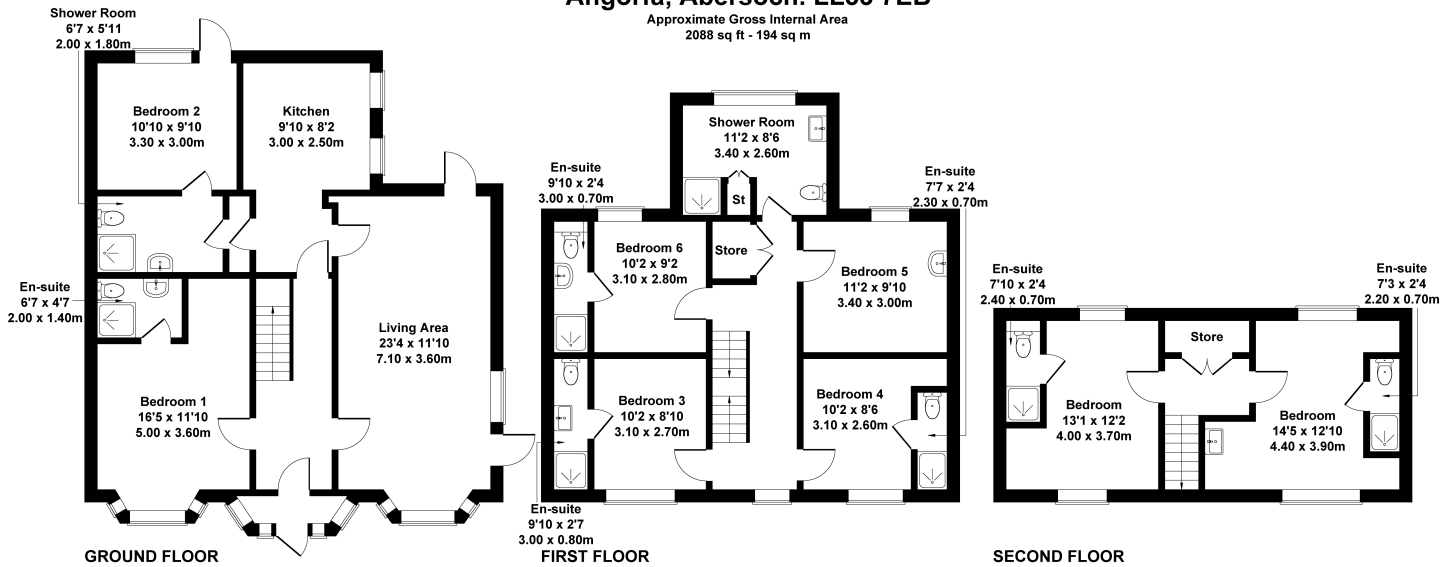 Angorfa, Abersoch. LL53 7EB
Approximate Gross Internal Area
2088 sq ft - 194 sq m
Shower Room
6'7 x 5'11
2.00 x 1.80m
Bedroom 2
10'10 x 9'10
3.30 x 3.00m
Kitchen
9'10 x 8'2
3.00 x 2.50m
En-suite
6'7 x 4'7
2.00 x 1.40m
Living Area
23'4 x 11'10
7.10 x 3.60m
Bedroom 1
16'5 x 11'10
5.00 x 3.60m
GROUND FLOOR
Shower Room
11'2 x 8'6
3.40 x 2.60m
St
En-suite
9'10 x 2'4
3.00 x 0.70m
En-suite
7'7 x 2'4
2.30 x 0.70m
Bedroom 6
10'2 x 9'2
3.10 x 2.80m
Store
Bedroom 5
11'2 x 9'10
3.40 x 3.00m
Bedroom 3
10'2 x 8'10
3.10 x 2.70m
Bedroom 4
10'2 x 8'6
3.10 x 2.60m
En-suite
9'10 x 2'7
3.00 x 0.80m
FIRST FLOOR
En-suite
7'10 x 2'4
2.40 x 0.70m
En-suite
7'3 x 2'4
2.20 x 0.70m
Store
Bedroom
13'1 x 12'2
4.00 x 3.70m
Bedroom
14'5 x 12'10
4.40 x 3.90m
SECOND FLOOR